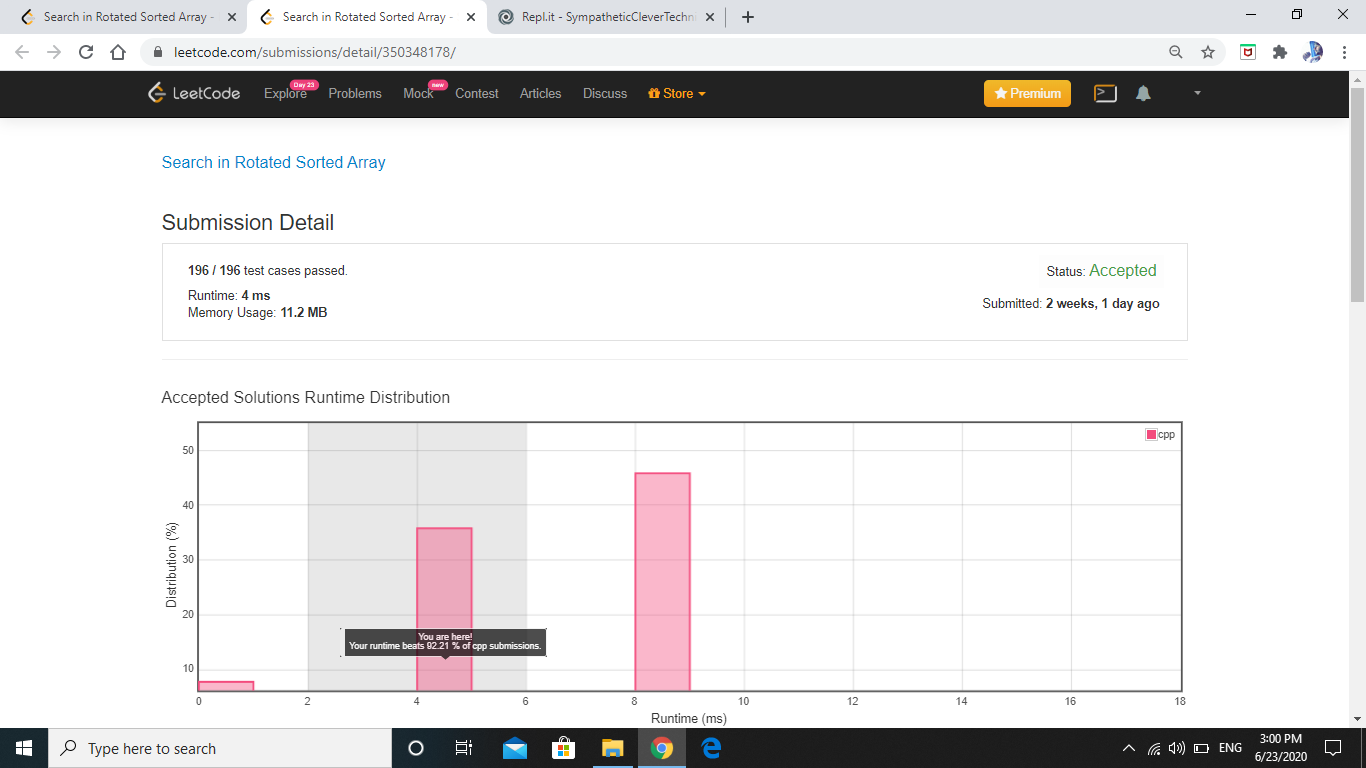 Search in Rotated Sorted Array -
Search in Rotated Sorted Array -
Repl.it - SympatheticCleverTechni
leetcode.com/submissions/detail/350348178/
LeetCode
Explore Day 23
Problems
Mock new
Contest
Articles
Discuss
Store
Premium
Search in Rotated Sorted Array
Submission Detail
196 / 196 test cases passed.
Status: Accepted
Runtime: 4 ms
Submitted: 2 weeks, 1 day ago
Memory Usage: 11.2 MB
Accepted Solutions Runtime Distribution
cpp
50
40
30
20
10
Distribution (%)
You are here!
Your runtime beats 92.21 % of cpp submissions.
0 2 4 6 8 10 12 14 16 18
Runtime (ms)
Type here to search
ENG
3:00 PM
6/23/2020